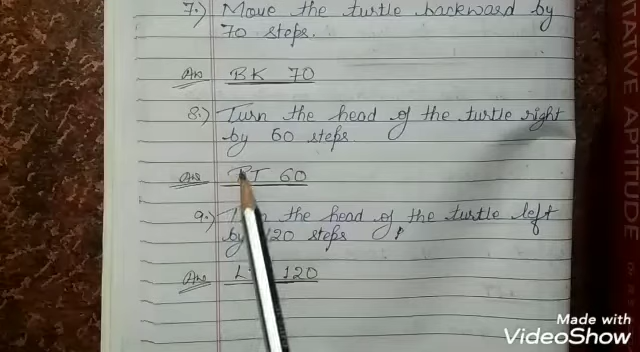 7.) Move the turtle backward by
70 steps.
Ans BK 70
8.) Turn the head of the turtle right
by 60 steps.
Ans RT 60
9.) the head of the turtle left
by 120 steps
Ans 120
TATIVE APTITUDE
Made with
VideoShow